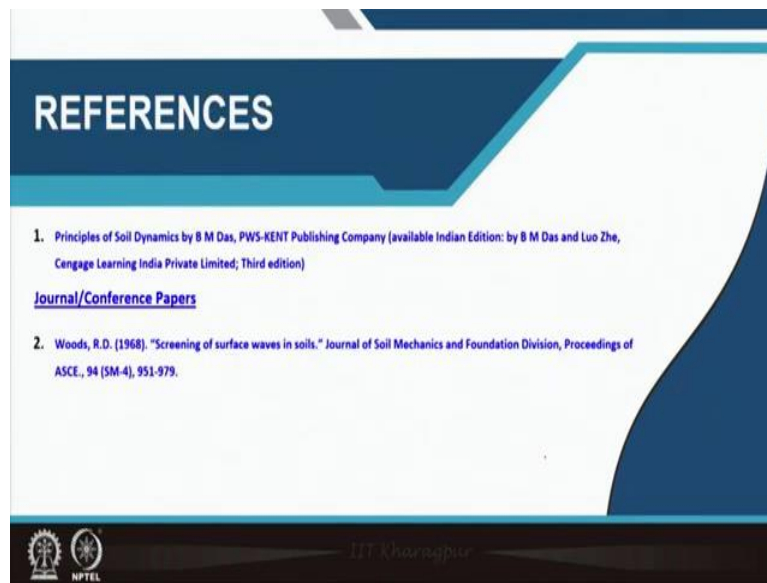 REFERENCES
1. Principles of Soil Dynamics by B M Das, PWS-KENT Publishing Company (available Indian Edition: by B M Das and Luo Zhe,
Cengage Learning India Private Limited; Third edition)
Journal/Conference Papers
2. Woods, R.D. (1968). "Screening of surface waves in soils." Journal of Soil Mechanics and Foundation Division, Proceedings of
ASCE., 94 (SM-4), 951-979.
IIT Kharagpur
NPTEL